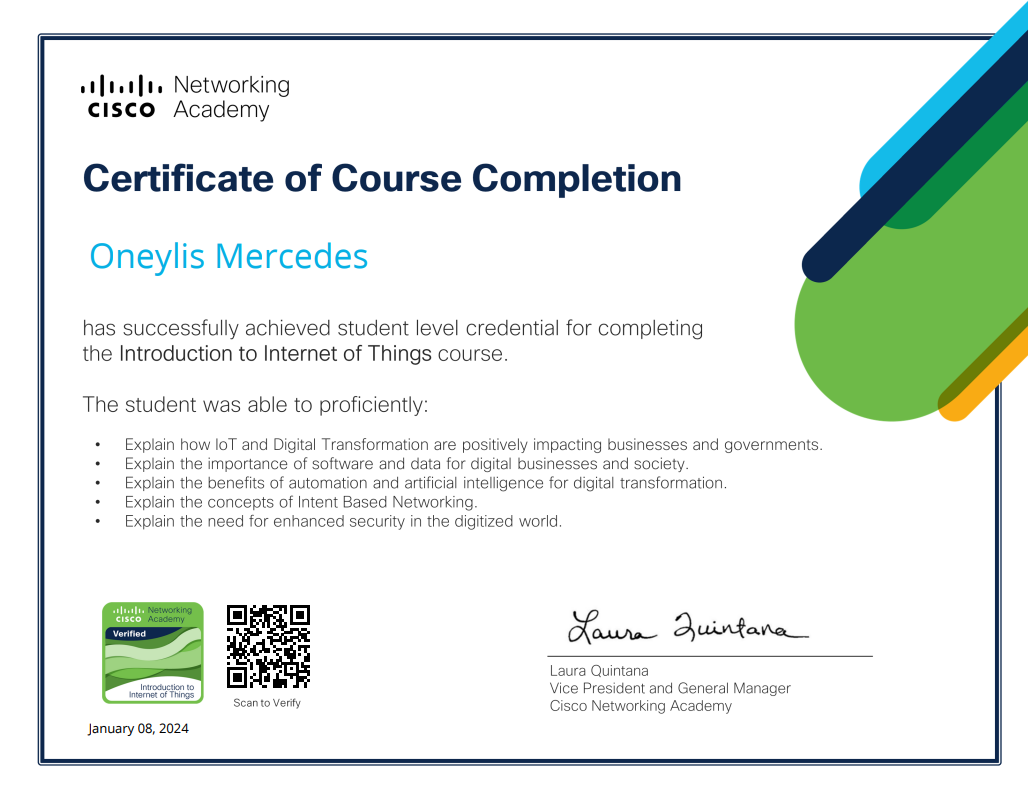 Networking
CISCO Academy
Certificate of Course Completion
Oneylis Mercedes
has successfully achieved student level credential for completing
the Introduction to Internet of Things course.
The student was able to proficiently:
• Explain how IoT and Digital Transformation are positively impacting businesses and governments.
• Explain the importance of software and data for digital businesses and society.
• Explain the benefits of automation and artificial intelligence for digital transformation.
• Explain the concepts of Intent Based Networking.
• Explain the need for enhanced security in the digitized world.
Networking
CISCO Academy
Verified
Introduction to
Internet of Things
Scan to Verify
January 08, 2024
Laura Quintana
Laura Quintana
Vice President and General Manager
Cisco Networking Academy